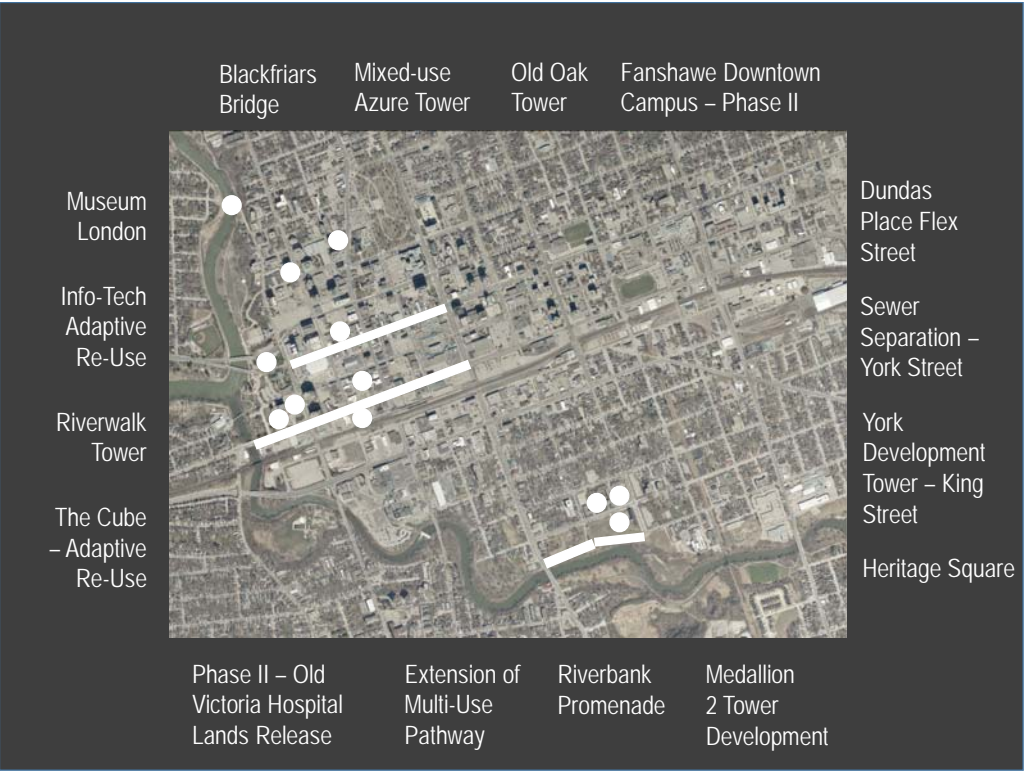 Blackfriars
Bridge
Mixed-use
Azure Tower
Old Oak
Tower
Fanshawe Downtown
Campus – Phase II
Museum
London
Info-Tech
Adaptive
Re-Use
Riverwalk
Tower
The Cube
– Adaptive
Re-Use
Dundas
Place Flex
Street
Sewer
Separation –
York Street
York
Development
Tower – King
Street
Heritage Square
Phase II – Old
Victoria Hospital
Lands Release
Extension of
Multi-Use
Pathway
Riverbank
Promenade
Medallion
2 Tower
Development